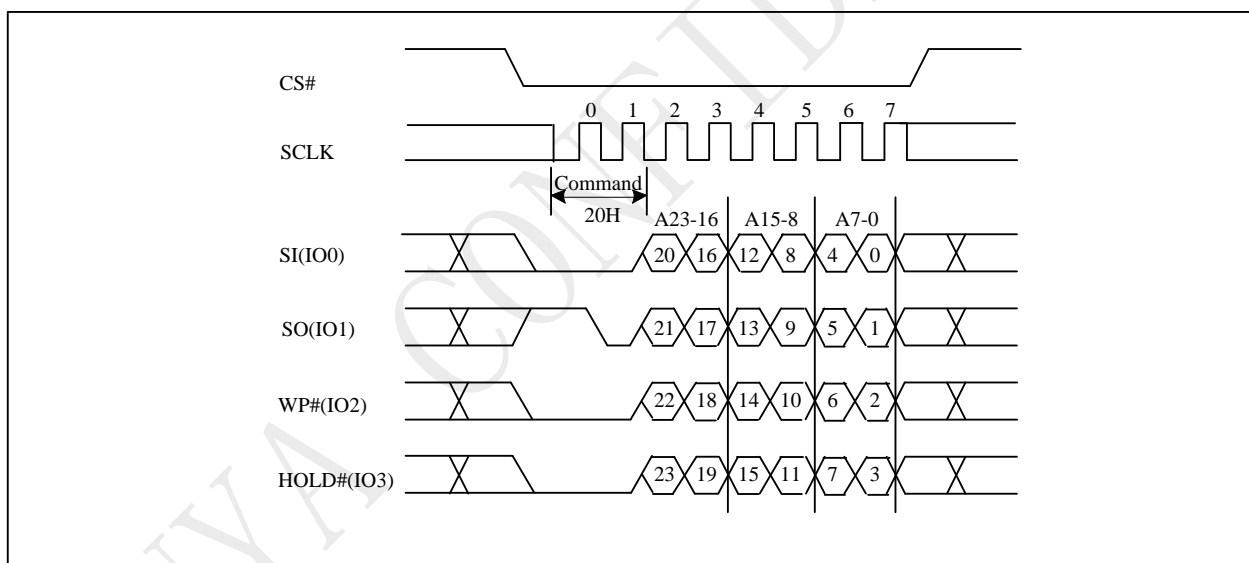 CS#
0 1 2 3 4 5 6 7
SCLK
Command
20H
A23-16 A15-8 A7-0
SI(IO0) 20 16 12 8 4 0
SO(IO1) 21 17 13 9 5 1
WP#(IO2) 22 18 14 10 6 2
HOLD#(IO3) 23 19 15 11 7 3